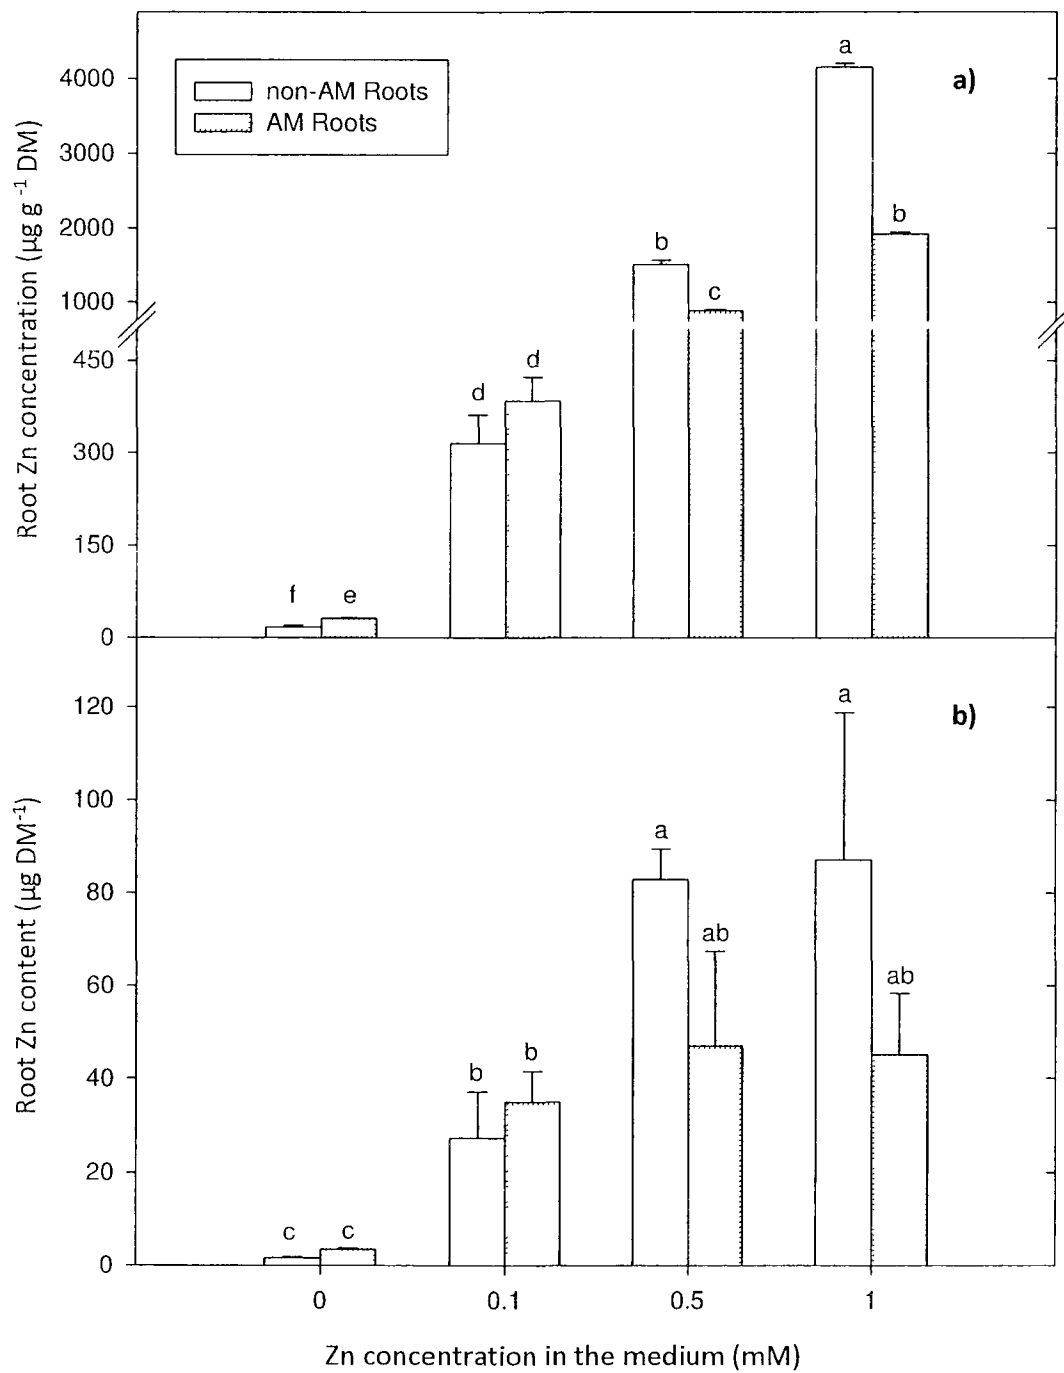 a
a)
non-AM Roots
AM Roots
4000
3000
2000
1000
450
300
150
0
Root Zn concentration (µg g⁻¹ DM)
b
b
c
d
d
f
e
b)
a
a
ab
ab
b
b
c
c
120
100
80
60
40
20
0
Root Zn content (µg DM⁻¹)
0
0.1
0.5
1
Zn concentration in the medium (mM)